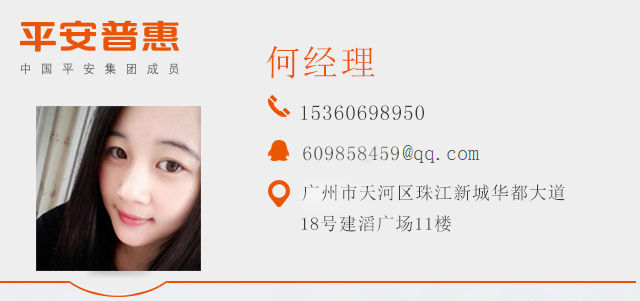 平安普惠
中国平安集团成员
何经理
15360698950
609858459@qq.com
广州市天河区珠江新城华都大道
18号建滔广场11楼